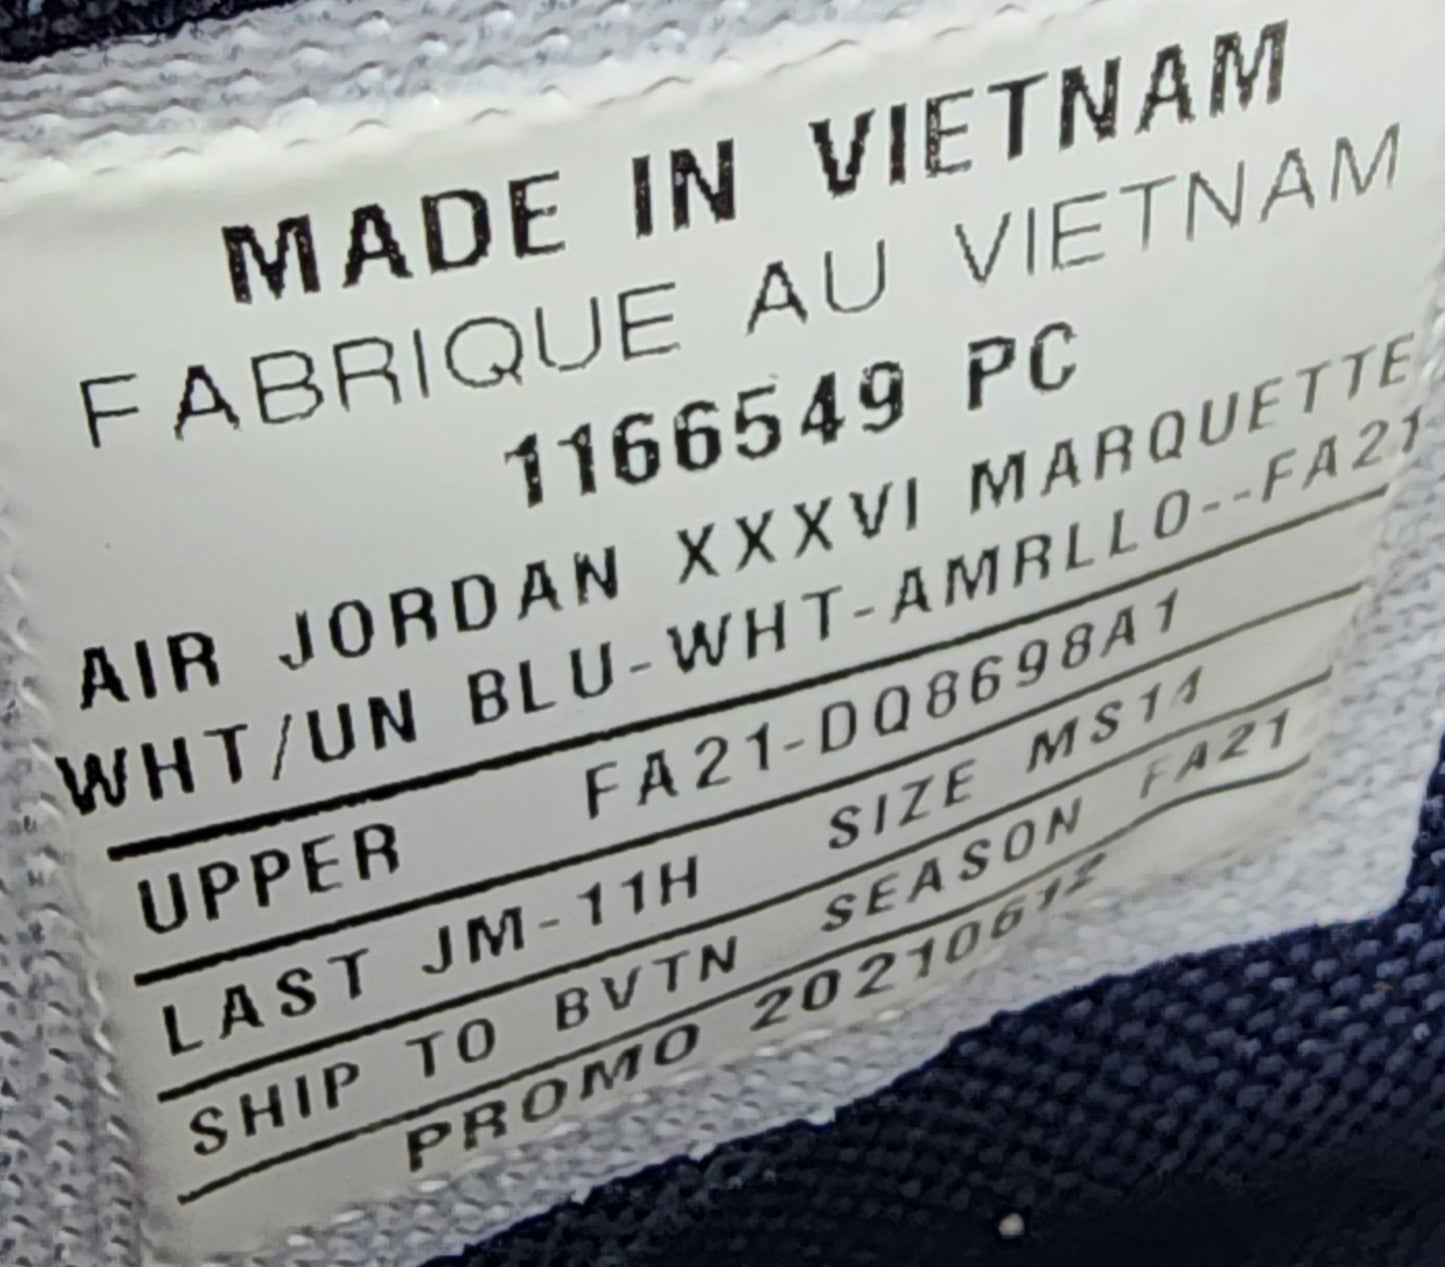 MADE IN VIETNAM
FABRIQUE AU VIETNAM
1166549 PC
AIR JORDAN XXXVI MARQUETTE
WHT/UN BLU-WHT-AMRLLO--FA21
UPPER FA21-DQ8698A1
LAST JM-11H SIZE MS14
SHIP TO BVTN SEASON FA21
PROMO 20210612